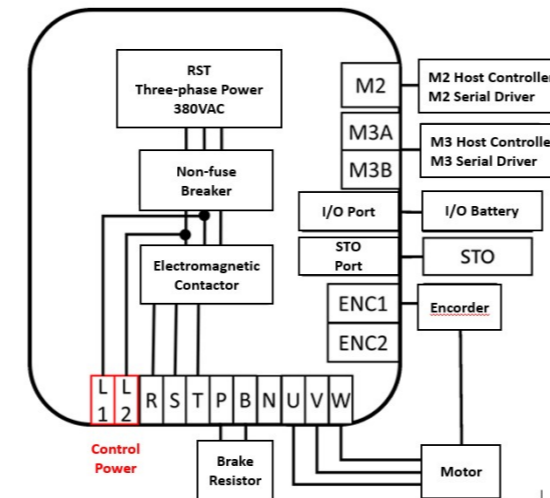 RST
Three-phase Power
380VAC
Non-fuse
Breaker
Electromagnetic
Contactor
M2
M2 Host Controller
M2 Serial Driver
M3A
M3B
M3 Host Controlle
M3 Serial Driver
I/O Port
I/O Battery
STO
Port
STO
ENC1
ENC2
Encorder
L
1
L
2
R
S
T
P
B
N
U
V
W
Control
Power
Brake
Resistor
Motor